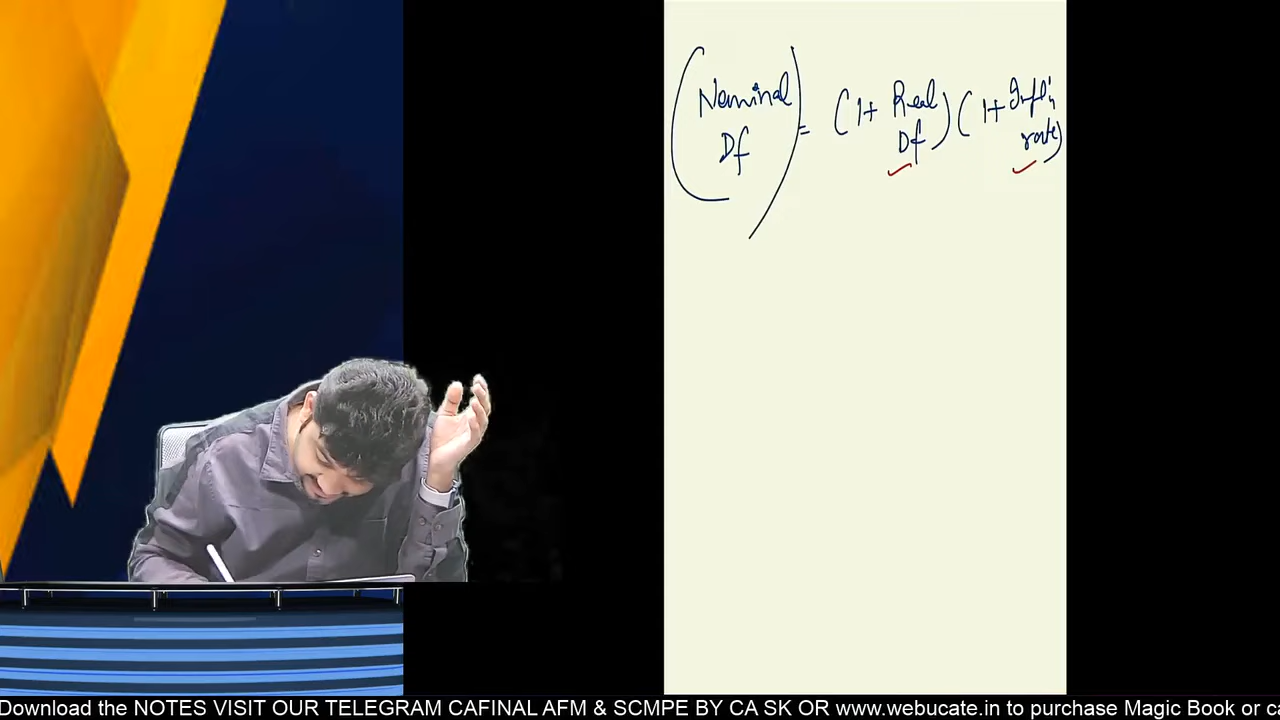 (Nominal Df) = (1+ Real Df) (1+ Infl'n rate)
Download the NOTES VISIT OUR TELEGRAM CAFINAL AFM & SCMPE BY CA SK OR www.webucate.in to purchase Magic Book or ca